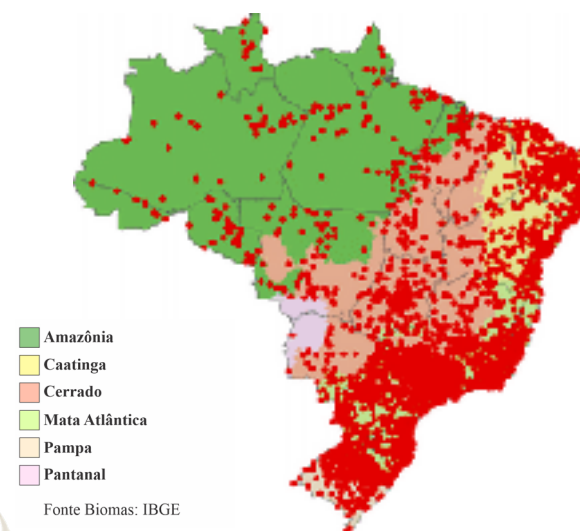 Amazônia
Caatinga
Cerrado
Mata Atlântica
Pampa
Pantanal
Fonte Biomas: IBGE